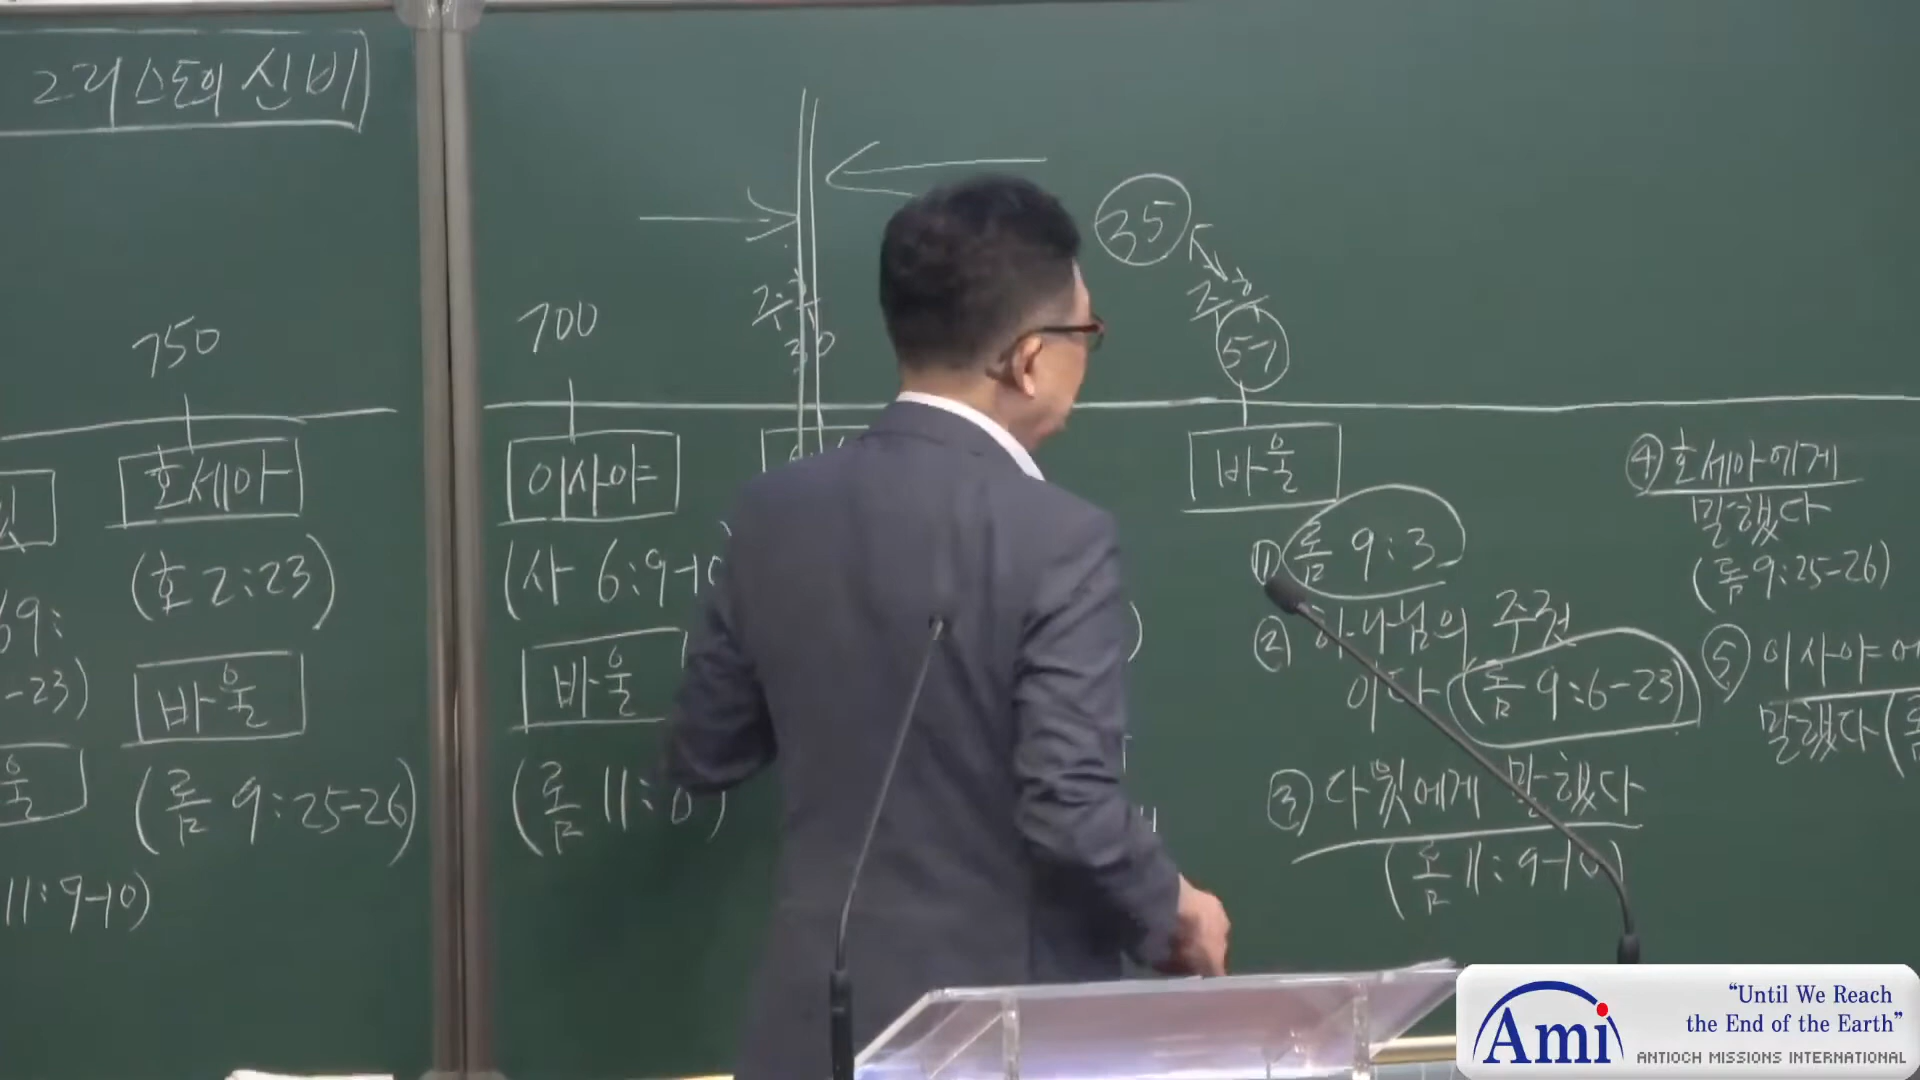 그리스도의 신비
750
호세아
(호 2:23)
69:
-23)
바울
울
(롬 9:25-26)
11:9-10)
700
이사야
(사 6:9-10
바울
(롬 11:8)
주후
30
35
주후
57
바울
① 롬 9:3
② 하나님의 주권
이다 (롬 9:6-23)
③ 다윗에게 말했다
(롬 11:9-10)
④ 호세아에게
말했다
(롬 9:25-26)
⑤ 이사야에
말했다 (롬
Ami
“Until We Reach
the End of the Earth”
ANTIOCH MISSIONS INTERNATIONAL